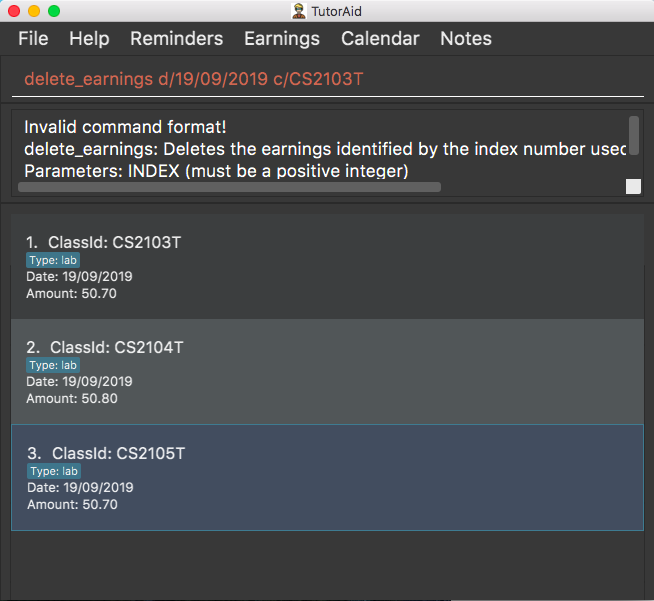 TutorAid
File Help Reminders Earnings Calendar Notes
delete_earnings d/19/09/2019 c/CS2103T
Invalid command format!
delete_earnings: Deletes the earnings identified by the index number used
Parameters: INDEX (must be a positive integer)
1. ClassId: CS2103T
Type: lab
Date: 19/09/2019
Amount: 50.70
2. ClassId: CS2104T
Type: lab
Date: 19/09/2019
Amount: 50.80
3. ClassId: CS2105T
Type: lab
Date: 19/09/2019
Amount: 50.70